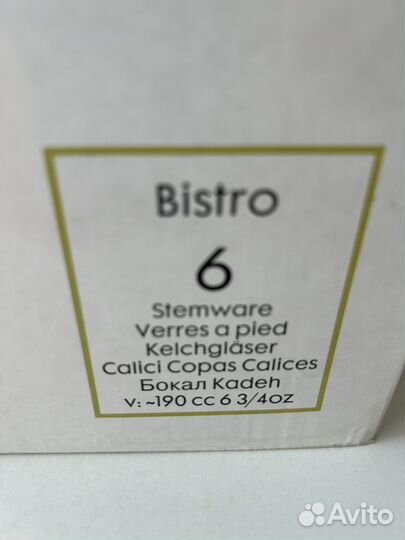 Bistro
6
Stemware
Verres a pied
Kelchgläser
Calici Copas Calices
Бокал Kadeh
V: ~190 CC 6 3/4OZ
Avito